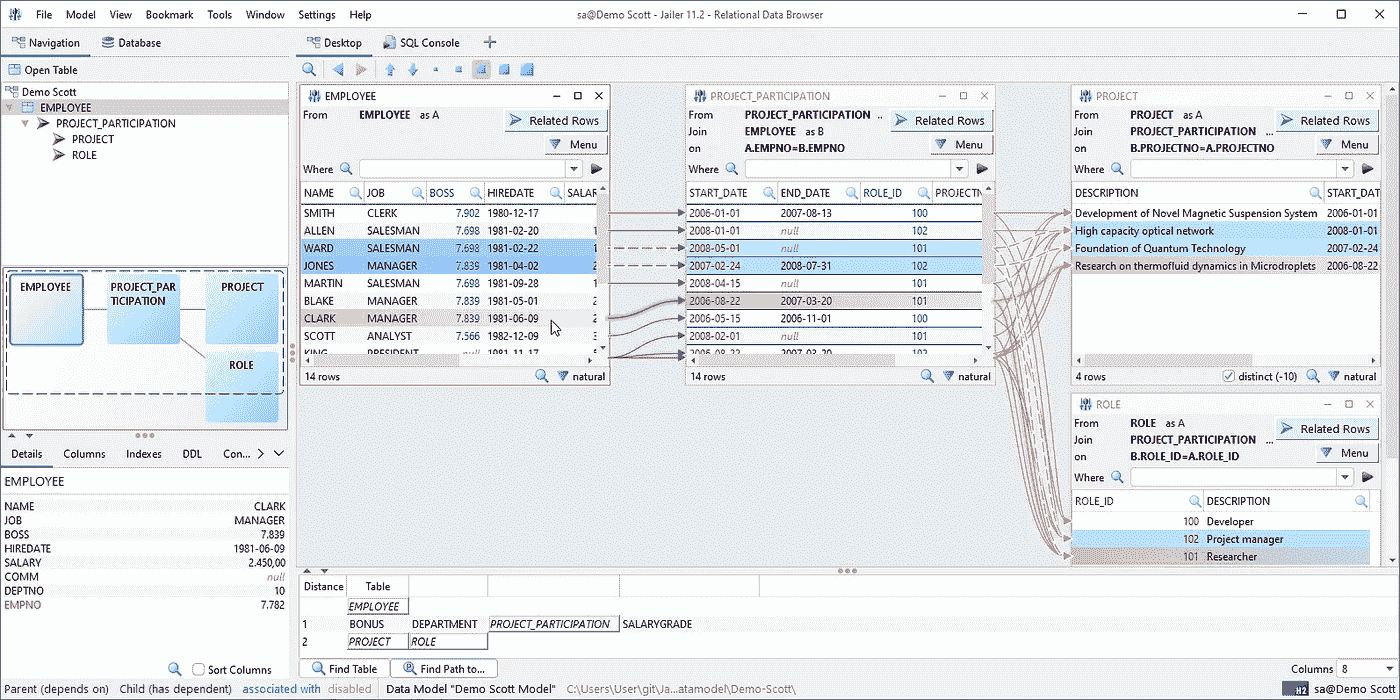 File Model View Bookmark Tools Window Settings Help sa@Demo Scott - Jailer 11.2 - Relational Data Browser
Navigation Database Desktop SQL Console
Open Table
Demo Scott
EMPLOYEE
PROJECT_PARTICIPATION
PROJECT
ROLE
EMPLOYEE PROJECT_PAR PROJECT
TICIPATION
ROLE
Details Columns Indexes DDL Con...
EMPLOYEE
NAME CLARK
JOB MANAGER
BOSS 7.839
HIREDATE 1981-06-09
SALARY 2.450,00
COMM null
DEPTNO 10
EMPNO 7.782
Sort Columns
EMPLOYEE
From EMPLOYEE as A Related Rows
Menu
Where
NAME JOB BOSS HIREDATE SALAR
SMITH CLERK 7.902 1980-12-17
ALLEN SALESMAN 7.698 1981-02-20 1
WARD SALESMAN 7.698 1981-02-22 1
JONES MANAGER 7.839 1981-04-02 2
MARTIN SALESMAN 7.698 1981-09-28 1
BLAKE MANAGER 7.839 1981-05-01 2
CLARK MANAGER 7.839 1981-06-09 2
SCOTT ANALYST 7.566 1982-12-09 3
KING PRESIDENT null 1981-11-17 5
14 rows natural
PROJECT_PARTICIPATION
From PROJECT_PARTICIPATION .. Related Rows
Join EMPLOYEE as B
on A.EMPNO=B.EMPNO Menu
Where
START_DATE END_DATE ROLE_ID PROJECTN
2006-01-01 2007-08-13 100
2008-01-01 null 102
2008-05-01 null 101
2007-02-24 2008-07-31 102
2008-04-15 null 101
2006-08-22 2007-03-20 101
2006-05-15 2006-11-01 100
2008-02-01 null 101
2006-08-22 2007-03-20 102
14 rows natural
PROJECT
From PROJECT as A Related Rows
Join PROJECT_PARTICIPATION ...
on B.PROJECTNO=A.PROJECTNO Menu
Where
DESCRIPTION START_DAT
Development of Novel Magnetic Suspension System 2006-01-01
High capacity optical network 2008-01-01
Foundation of Quantum Technology 2007-02-24
Research on thermofluid dynamics in Microdroplets 2006-08-22
4 rows distinct (-10) natural
ROLE
From ROLE as A Related Rows
Join PROJECT_PARTICIPATION ...
on B.ROLE_ID=A.ROLE_ID Menu
Where
ROLE_ID DESCRIPTION
100 Developer
102 Project manager
101 Researcher
Distance Table
EMPLOYEE
1 BONUS DEPARTMENT PROJECT_PARTICIPATION SALARYGRADE
2 PROJECT ROLE
Find Table Find Path to... Columns 8
Parent (depends on) Child (has dependent) associated with disabled Data Model "Demo Scott Model" C:\Users\User\git\Ja...atamodel\Demo-Scott\ H2 sa@Demo Scott